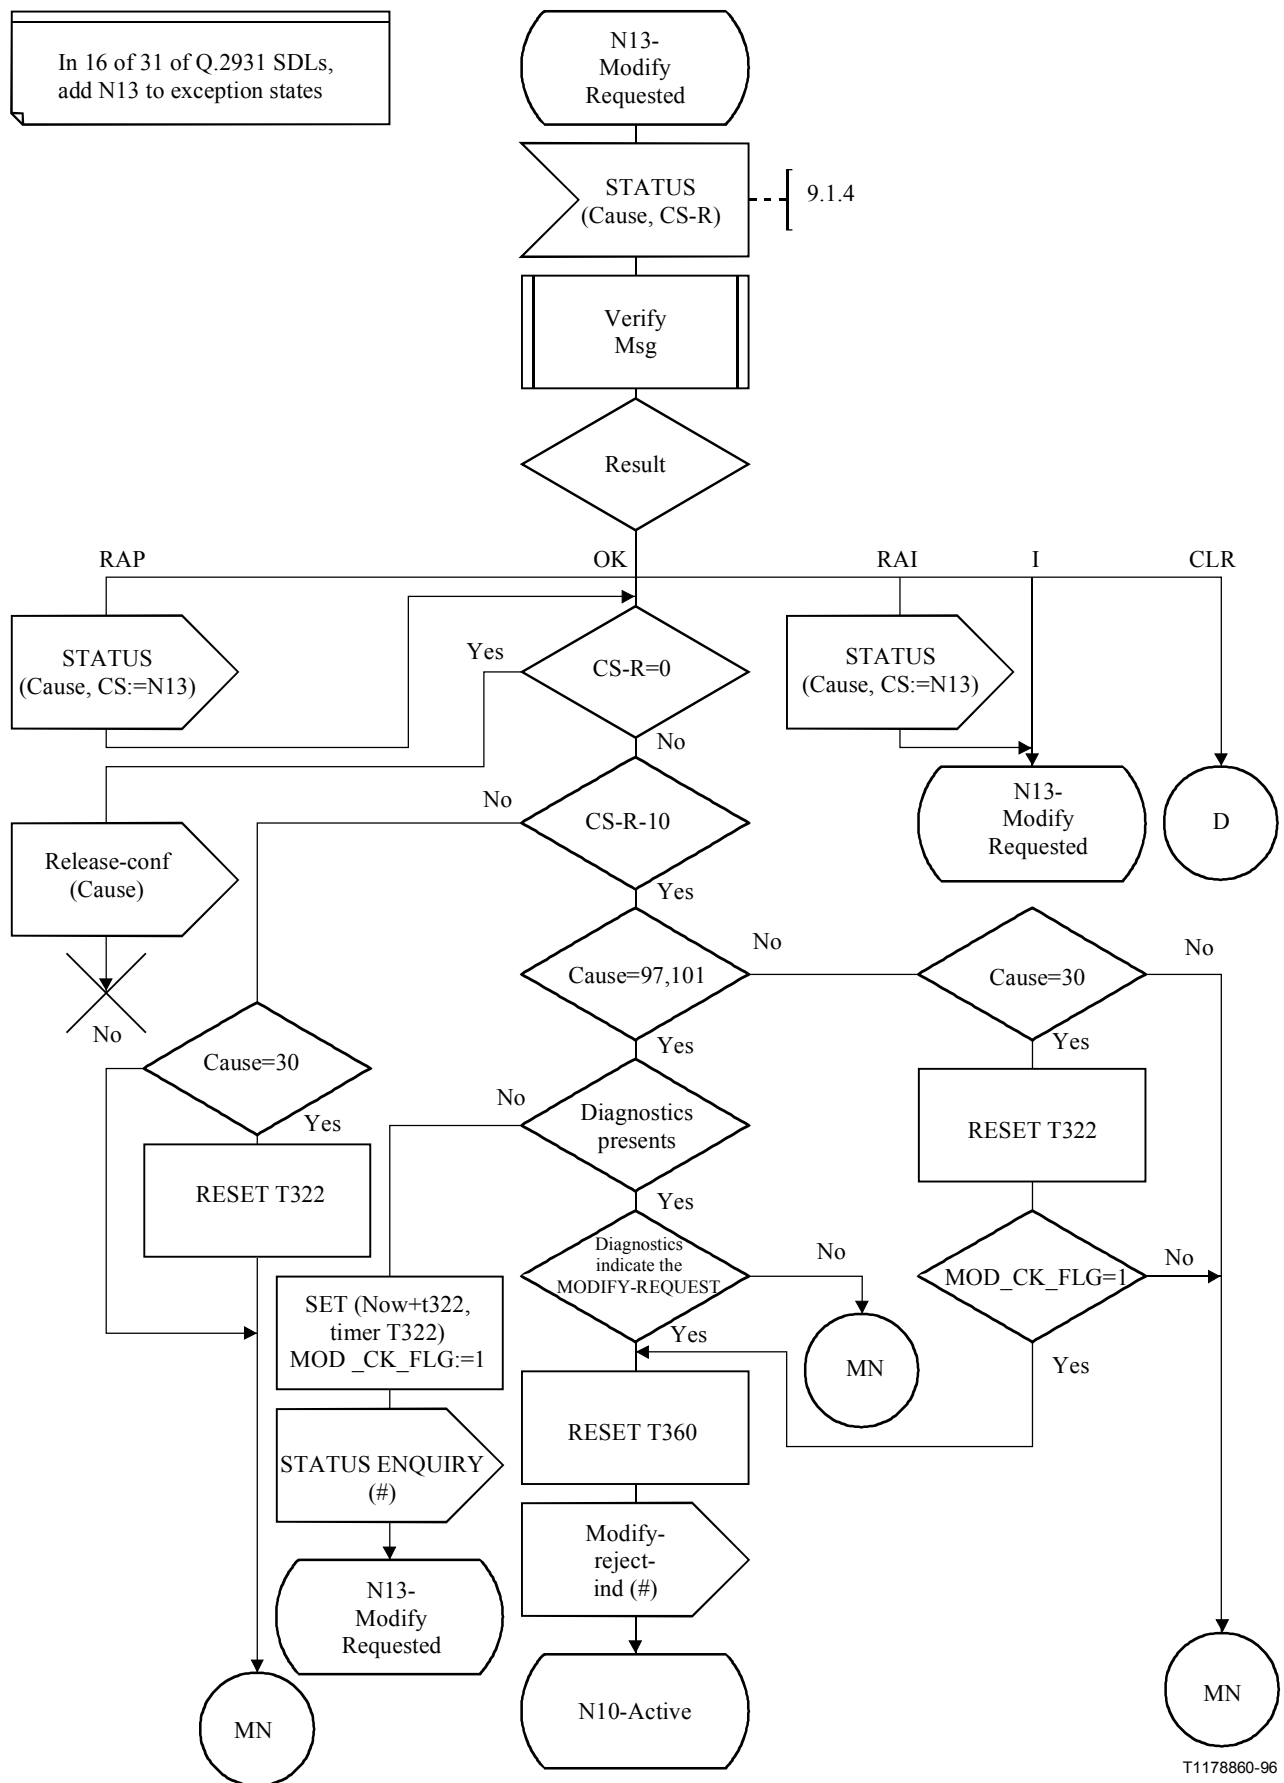 In 16 of 31 of Q.2931 SDLs,
add N13 to exception states
N13-
Modify
Requested
STATUS
(Cause, CS-R)
9.1.4
Verify
Msg
Result
RAP
OK
RAI
I
CLR
STATUS
(Cause, CS:=N13)
Yes
CS-R=0
STATUS
(Cause, CS:=N13)
No
No
CS-R-10
N13-
Modify
Requested
D
Release-conf
(Cause)
Yes
No
Cause=97,101
No
Cause=30
No
Cause=30
Yes
Yes
No
Diagnostics
presents
RESET T322
Yes
RESET T322
Yes
Diagnostics
indicate the
MODIFY-REQUEST
No
MOD_CK_FLG=1
No
SET (Now+t322,
timer T322)
MOD _CK_FLG:=1
Yes
MN
Yes
RESET T360
STATUS ENQUIRY
(#)
Modify-
reject-
ind (#)
N13-
Modify
Requested
MN
N10-Active
MN
T1178860-96